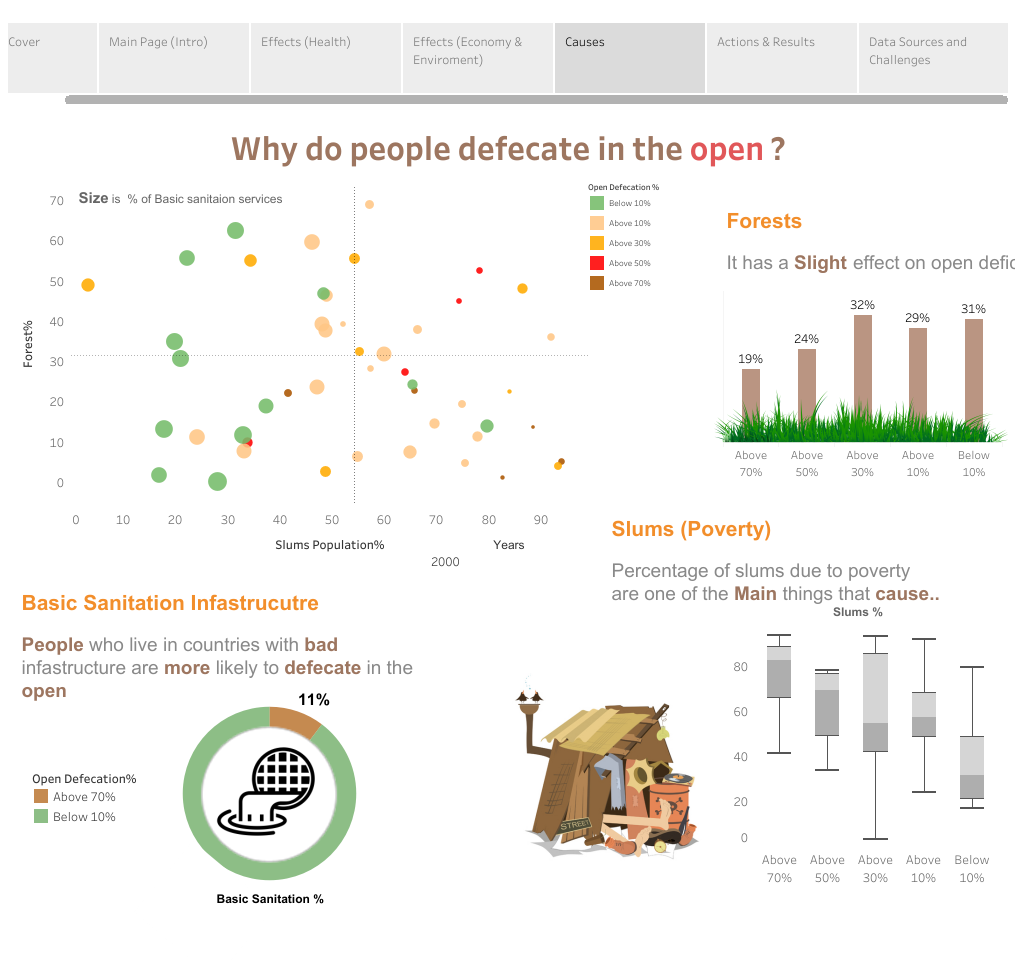 Cover
Main Page (Intro)
Effects (Health)
Effects (Economy &
Enviroment)
Causes
Actions & Results
Data Sources and
Challenges
Why do people defecate in the open ?
Size is % of Basic sanitaion services
70
60
50
40
30
20
10
0
Forest%
0
10
20
30
40
50
60
70
80
90
Slums Population%
Years
2000
Open Defecation %
Below 10%
Above 10%
Above 30%
Above 50%
Above 70%
Forests
It has a Slight effect on open defic
19%
24%
32%
29%
31%
Above
70%
Above
50%
Above
30%
Above
10%
Below
10%
Slums (Poverty)
Percentage of slums due to poverty
are one of the Main things that cause..
Slums %
80
60
40
20
0
Above
70%
Above
50%
Above
30%
Above
10%
Below
10%
STREET
Basic Sanitation Infastrucutre
People who live in countries with bad
infastructure are more likely to defecate in the
open
11%
Open Defecation%
Above 70%
Below 10%
Basic Sanitation %